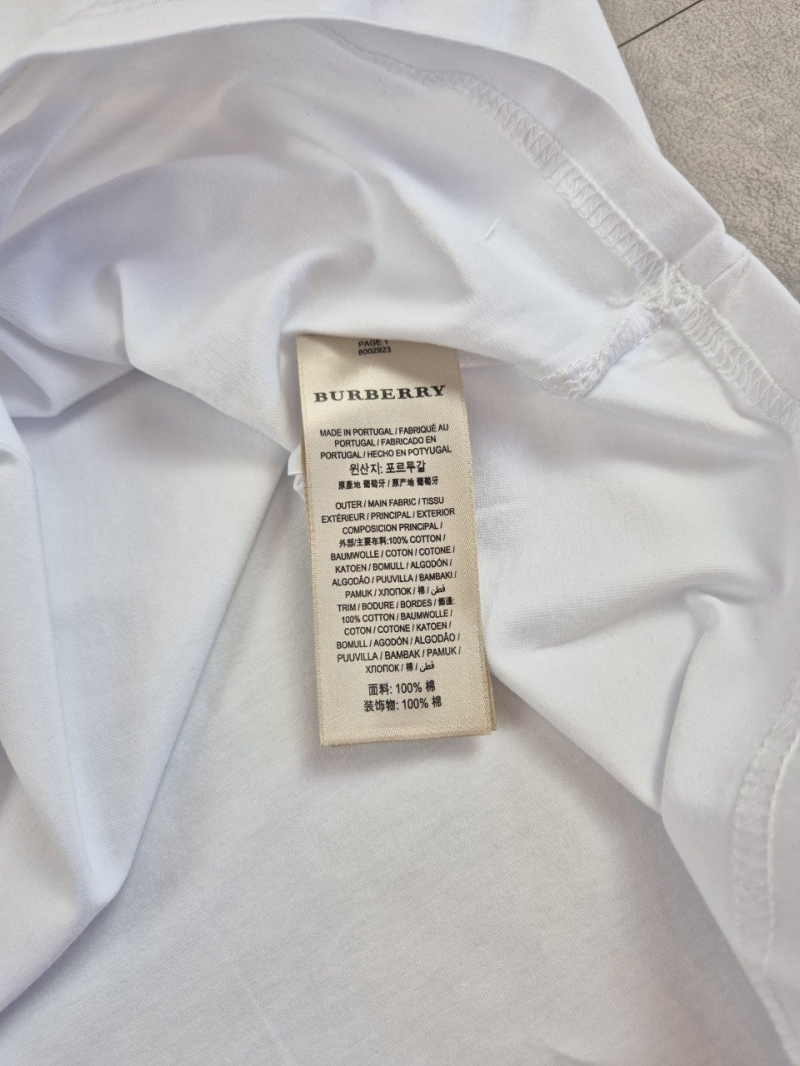 PAGE 1
8002923
BURBERRY
MADE IN PORTUGAL / FABRIQUÉ AU
PORTUGAL / FABRICADO EN
PORTUGAL / HECHO EN POTYUGAL
원산지: 포르투갈
原產地 葡萄牙 / 原产地 葡萄牙
OUTER / MAIN FABRIC / TISSU
EXTÉRIEUR / PRINCIPAL / EXTERIOR
COMPOSICION PRINCIPAL /
外部/主要布料:100% COTTON /
BAUMWOLLE / COTON / COTONE /
KATOEN / BOMULL / ALGODÓN /
ALGODÃO / PUUVILLA / BAMBAKI /
PAMUK / ХЛОПОК / 棉 / قطن /
TRIM / BODURE / BORDES / 飾邊:
100% COTTON / BAUMWOLLE /
COTON / COTONE / KATOEN /
BOMULL / AGODÓN / ALGODÃO /
PUUVILLA / BAMBAK / PAMUK /
ХЛОПОК / 棉 / قطن
面料: 100% 棉
装饰物: 100% 棉